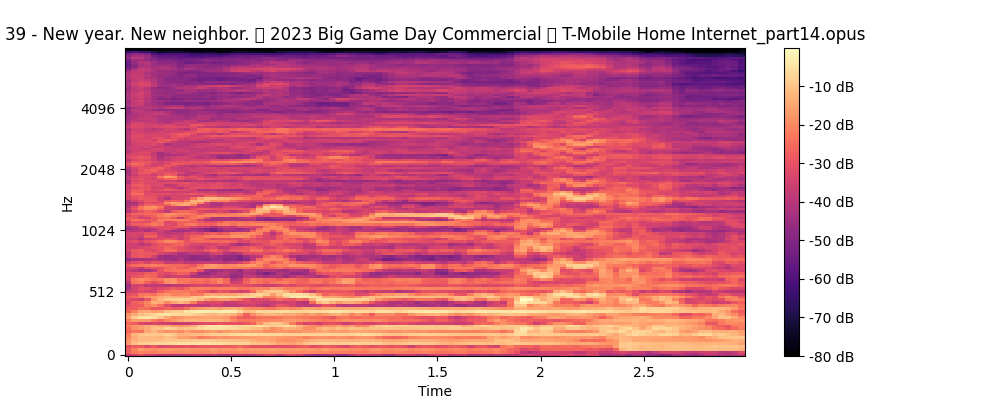 39 - New year. New neighbor. ▯ 2023 Big Game Day Commercial ▯ T-Mobile Home Internet_part14.opus
4096
2048
1024
512
0
Hz
0
0.5
1
1.5
2
2.5
Time
-10 dB
-20 dB
-30 dB
-40 dB
-50 dB
-60 dB
-70 dB
-80 dB